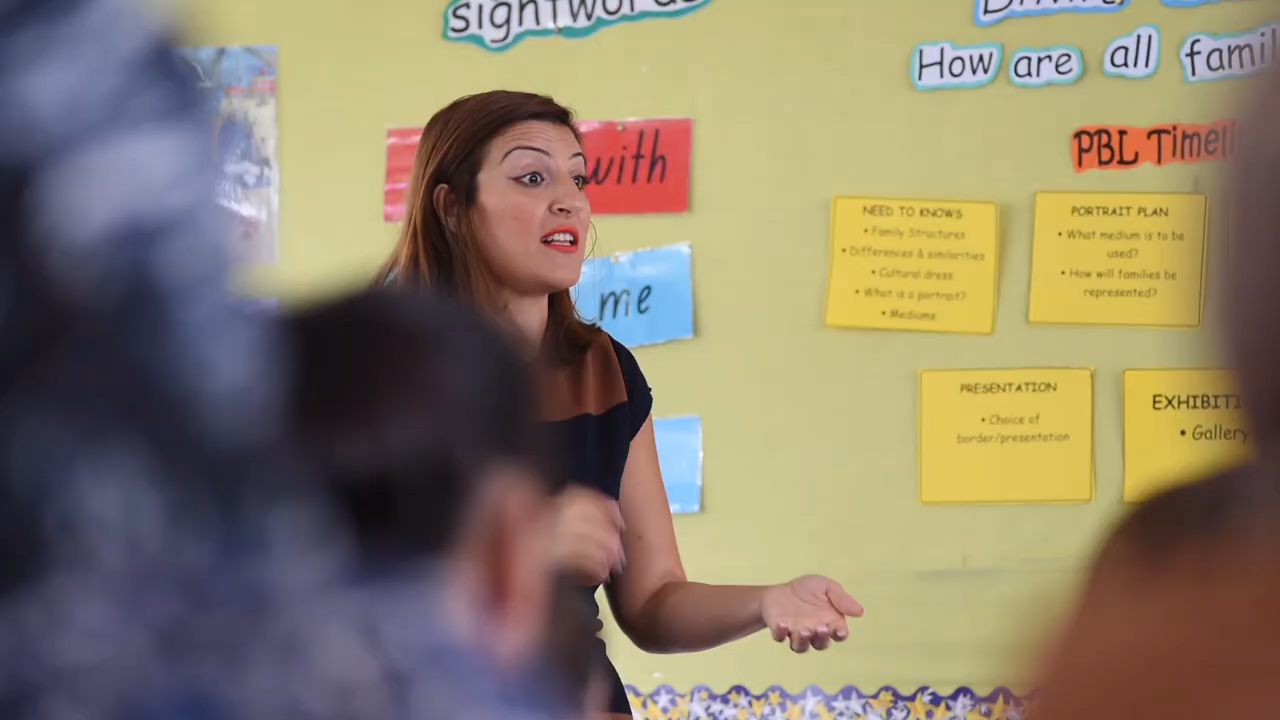 sightwords
How are all famil
PBL Timel
with
me
NEED TO KNOWS
• Family Structures
• Differences & similarities
• Cultural dress
• What is a portrait?
• Mediums
PORTRAIT PLAN
• What medium is to be
used?
• How will families be
represented?
PRESENTATION
• Choice of
border/presentation
EXHIBITI
• Gallery